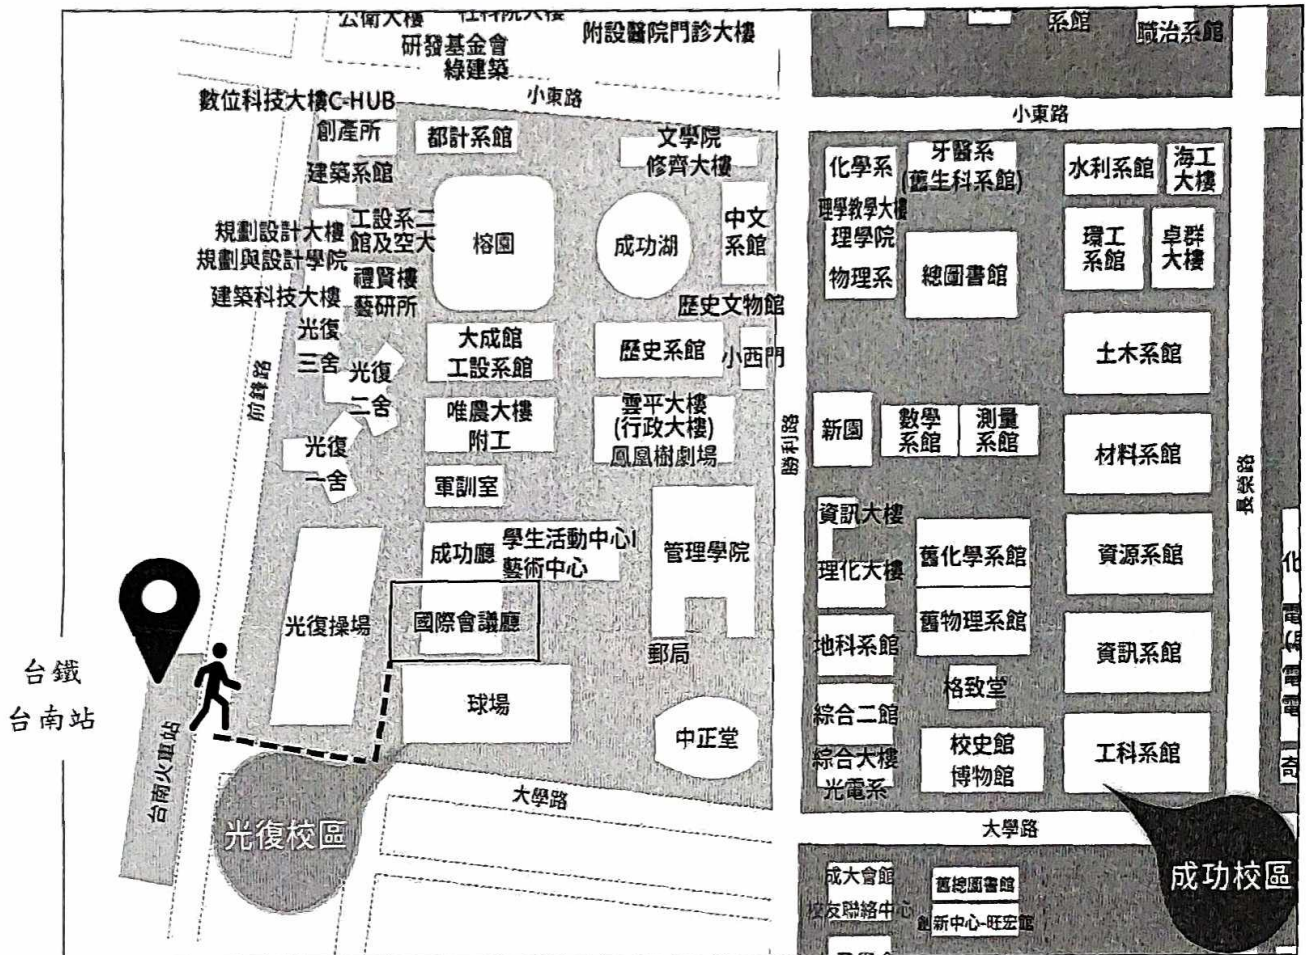 公衛大樓
社科院大樓
研發基金會
綠建築
附設醫院門診大樓
系館
職治系館
小東路
小東路
數位科技大樓C-HUB
創產所
都計系館
文學院
修齊大樓
建築系館
規劃設計大樓
規劃與設計學院
工設系二
館及空大
榕園
成功湖
中文
系館
建築科技大樓
禮賢樓
藝研所
歷史文物館
光復
三舍
大成館
工設系館
歷史系館
小西門
光復
二舍
唯農大樓
附工
雲平大樓
(行政大樓)
鳳凰樹劇場
前鋒路
光復
一舍
軍訓室
勝利路
成功廳
學生活動中心I
藝術中心
管理學院
光復操場
國際會議廳
郵局
球場
中正堂
台鐵
台南站
台南火車站
大學路
光復校區
化學系
理學教學大樓
理學院
物理系
牙醫系
(舊生科系館)
總圖書館
水利系館
海工
大樓
環工
系館
卓群
大樓
土木系館
新園
數學
系館
測量
系館
材料系館
長榮路
資訊大樓
理化大樓
舊化學系館
資源系館
舊物理系館
地科系館
資訊系館
格致堂
綜合二館
綜合大樓
光電系
校史館
博物館
工科系館
化
電
電
電
奇
大學路
成功校區
成大會館
校友聯絡中心
舊總圖書館
創新中心-旺宏館